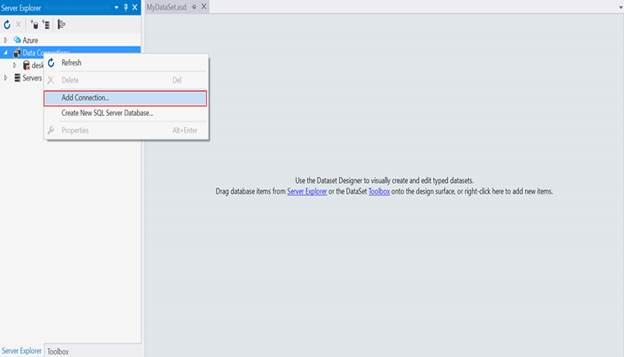 Server Explorer
MyDataSet.xsd
Azure
Data Connections
Refresh
desk
Delete Del
Servers
Add Connection...
Create New SQL Server Database...
Properties Alt+Enter
Use the Dataset Designer to visually create and edit typed datasets.
Drag database items from Server Explorer or the DataSet Toolbox onto the design surface, or right-click here to add new items.
Server Explorer Toolbox